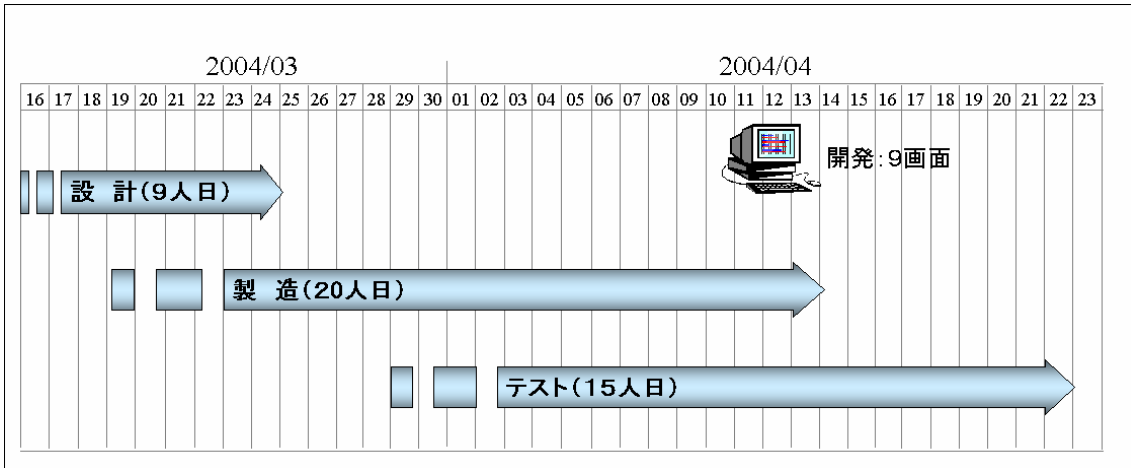 2004/03 2004/04
16 17 18 19 20 21 22 23 24 25 26 27 28 29 30 01 02 03 04 05 06 07 08 09 10 11 12 13 14 15 16 17 18 19 20 21 22 23
開発:9画面
設 計(9人日)
製 造(20人日)
テスト(15人日)